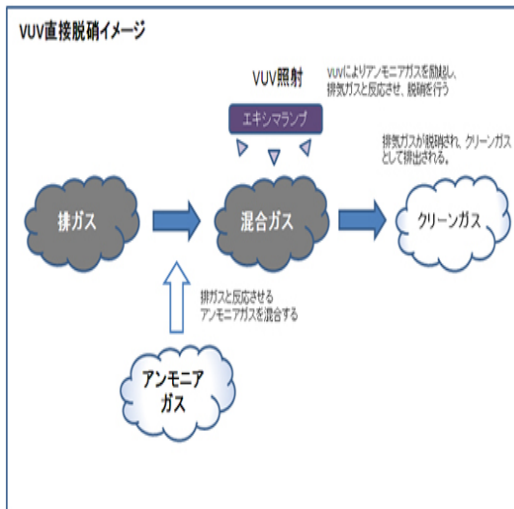 VUV直接脱硝イメージ
VUV照射
VUVによりアンモニアガスを励起し、
排気ガスと反応させ、脱硝を行う
エキシマランプ
排気ガスが脱硝され、クリーンガス
として排出される。
排ガス
混合ガス
クリーンガス
排ガスと反応させる
アンモニアガスを混合する
アンモニア
ガス